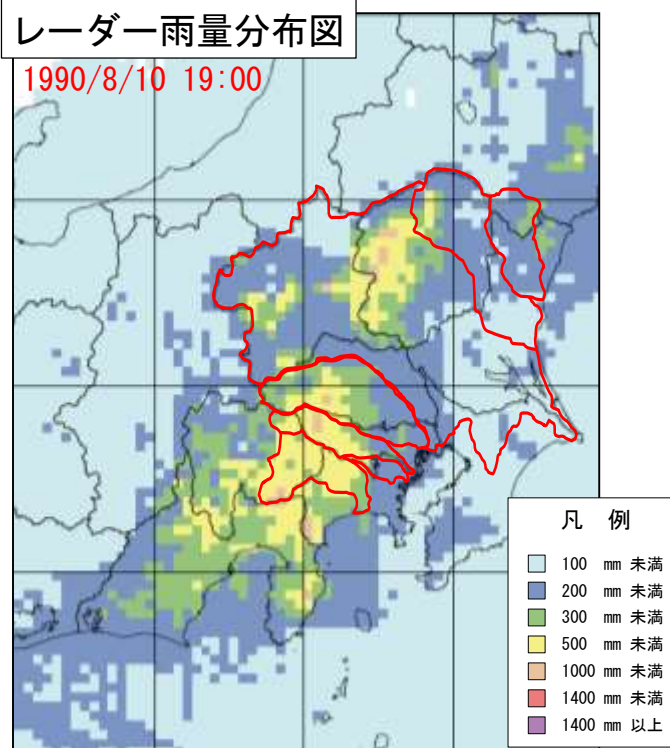 レーダー雨量分布図
1990/8/10 19:00
凡 例
100 mm 未満
200 mm 未満
300 mm 未満
500 mm 未満
1000 mm 未満
1400 mm 未満
1400 mm 以上